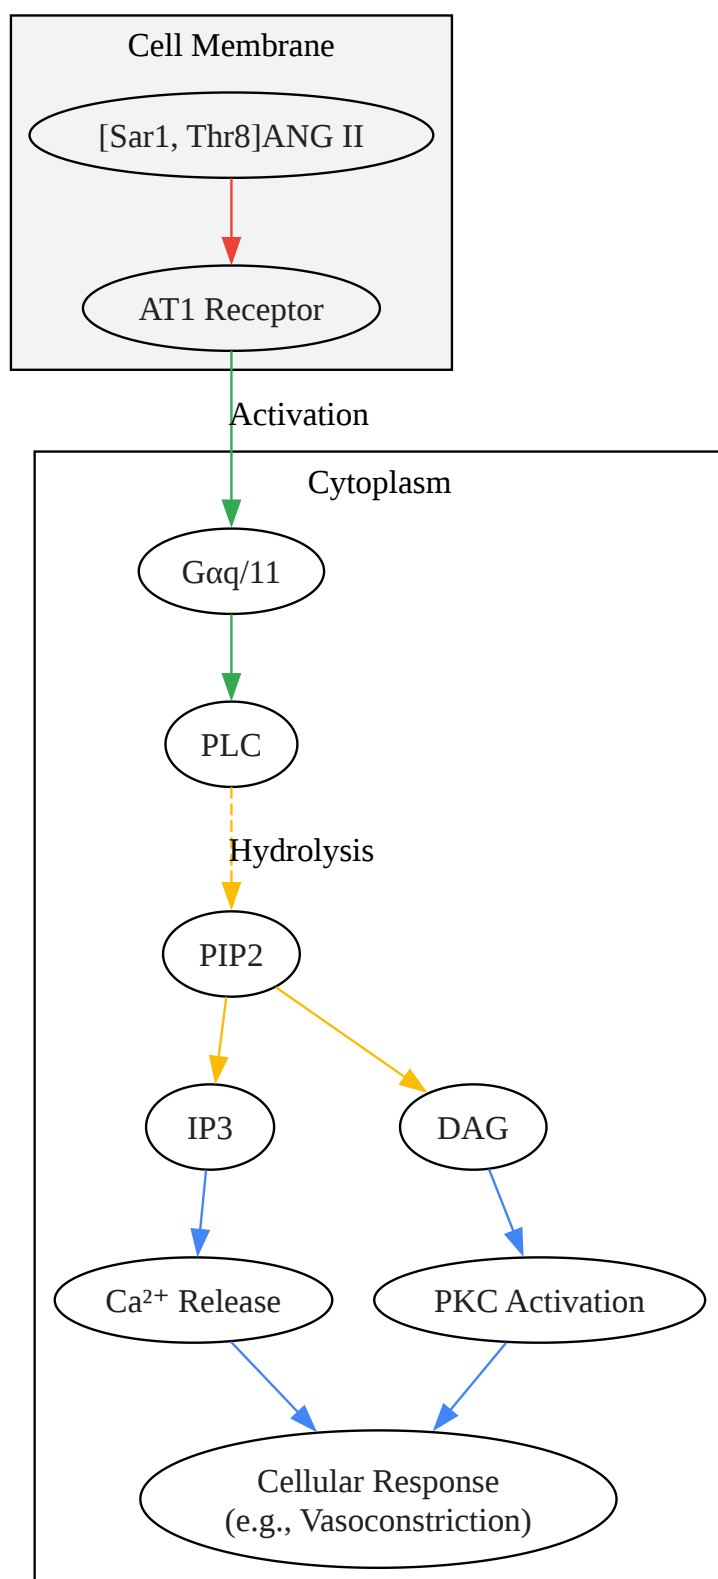 Cell Membrane
[Sar1, Thr8]ANG II
AT1 Receptor
Activation
Cytoplasm
Gαq/11
PLC
Hydrolysis
PIP2
IP3
DAG
Ca²⁺ Release
PKC Activation
Cellular Response
(e.g., Vasoconstriction)